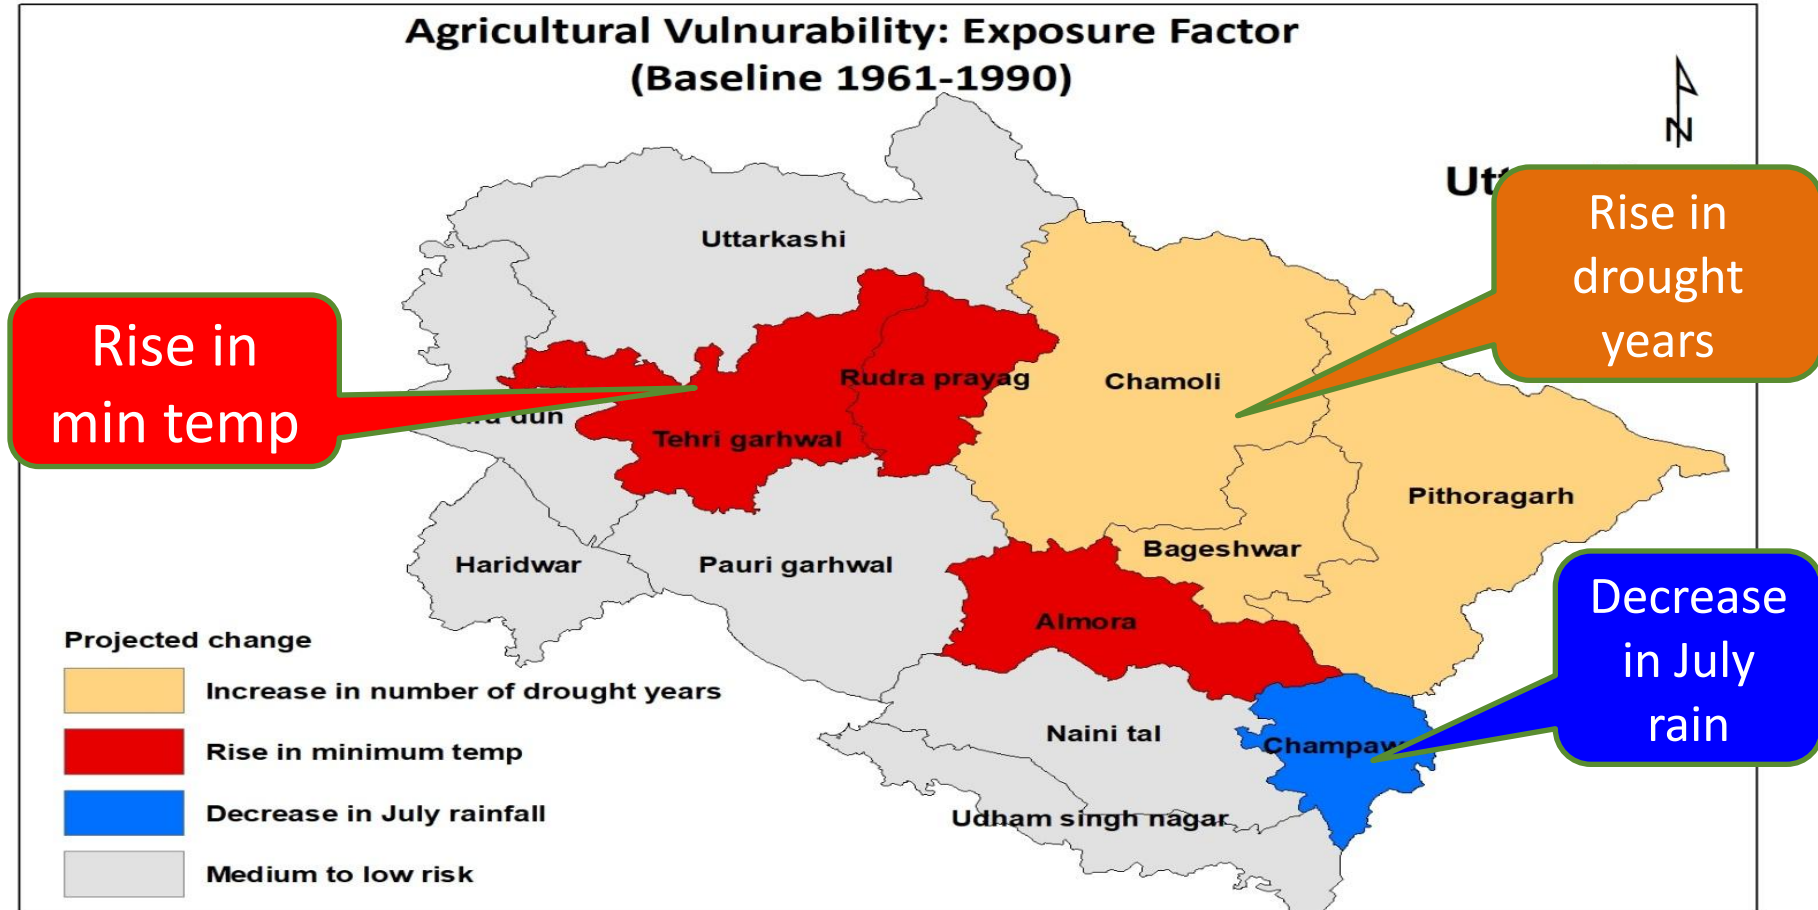 Agricultural Vulnurability: Exposure Factor
(Baseline 1961-1990)
N
Rise in
drought
years
Uttarkashi
Rise in
min temp
Rudra prayag
Chamoli
dun
Tehri garhwal
Pithoragarh
Haridwar
Pauri garhwal
Bageshwar
Decrease
in July
rain
Almora
Naini tal
Udham singh nagar
Projected change
Increase in number of drought years
Rise in minimum temp
Decrease in July rainfall
Medium to low risk